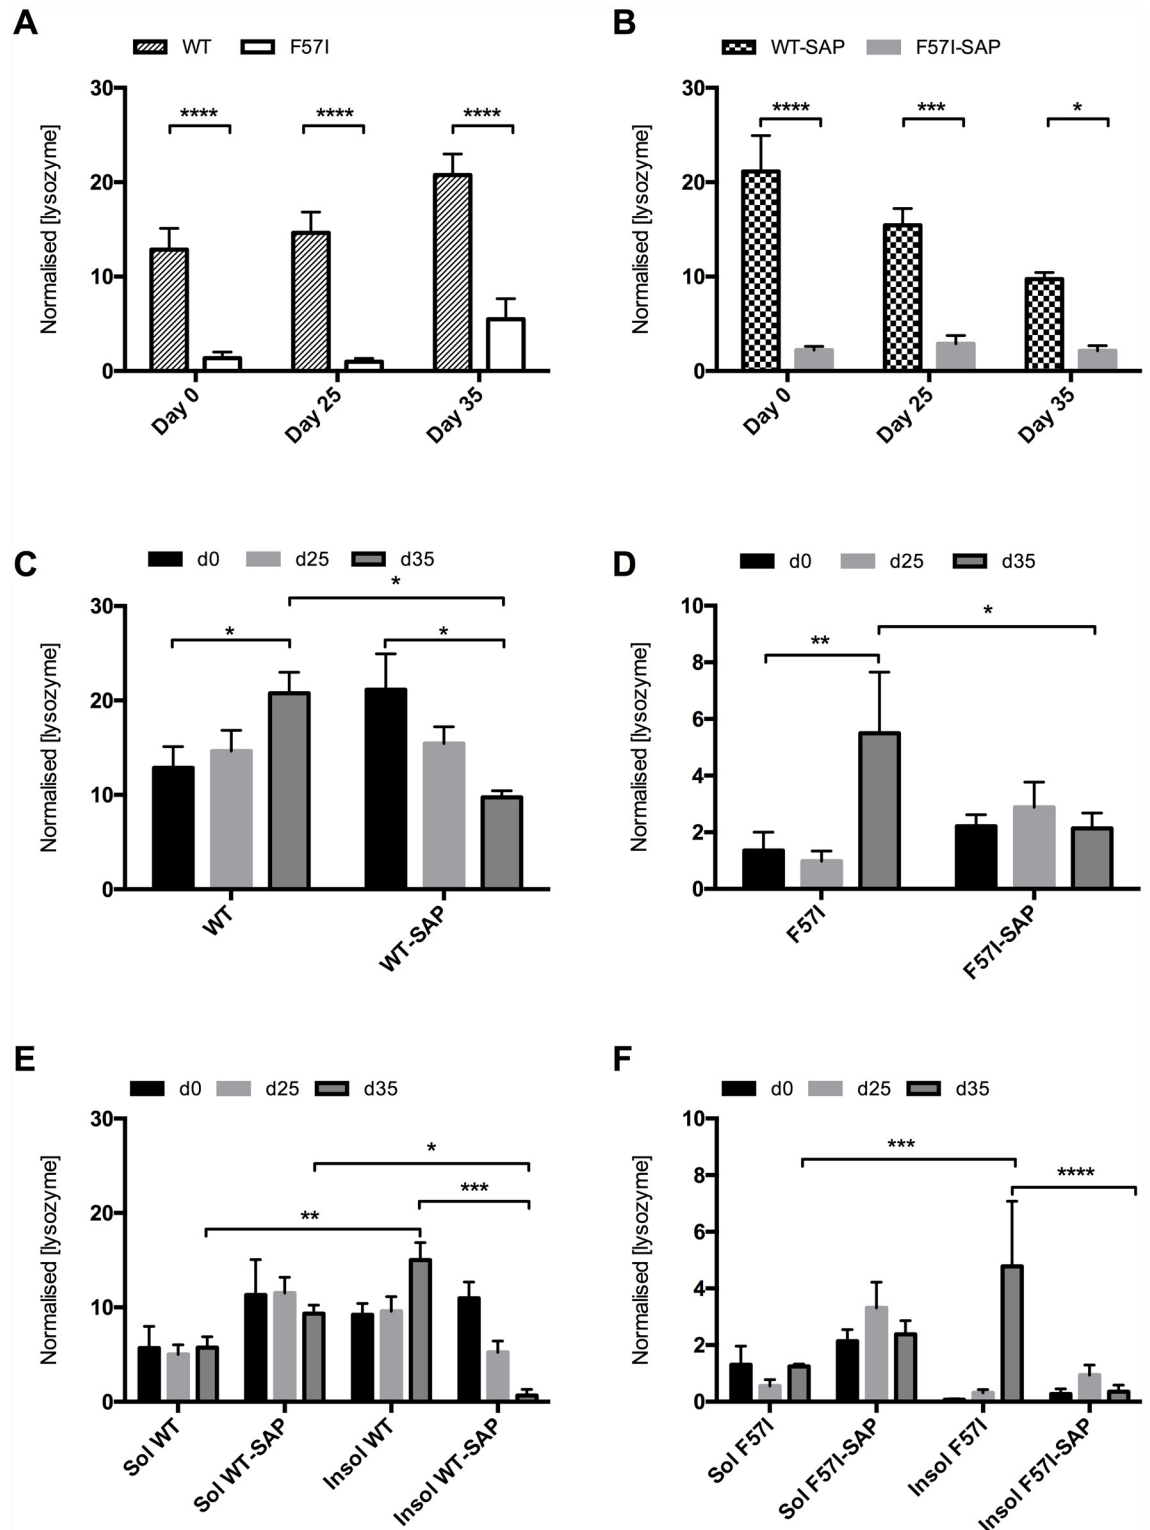 A
WT F57I
Normalised [lysozyme]
30
20
10
0
**** **** ****
Day 0 Day 25 Day 35
B
WT-SAP F57I-SAP
Normalised [lysozyme]
30
20
10
0
**** *** *
Day 0 Day 25 Day 35
C
d0 d25 d35
Normalised [lysozyme]
30
20
10
0
*
* *
WT WT-SAP
D
d0 d25 d35
Normalised [lysozyme]
10
8
6
4
2
0
*
**
F57I F57I-SAP
E
d0 d25 d35
Normalised [lysozyme]
30
20
10
0
*
***
**
Sol WT Sol WT-SAP Insol WT Insol WT-SAP
F
d0 d25 d35
Normalised [lysozyme]
10
8
6
4
2
0
***
****
Sol F57I Sol F57I-SAP Insol F57I Insol F57I-SAP